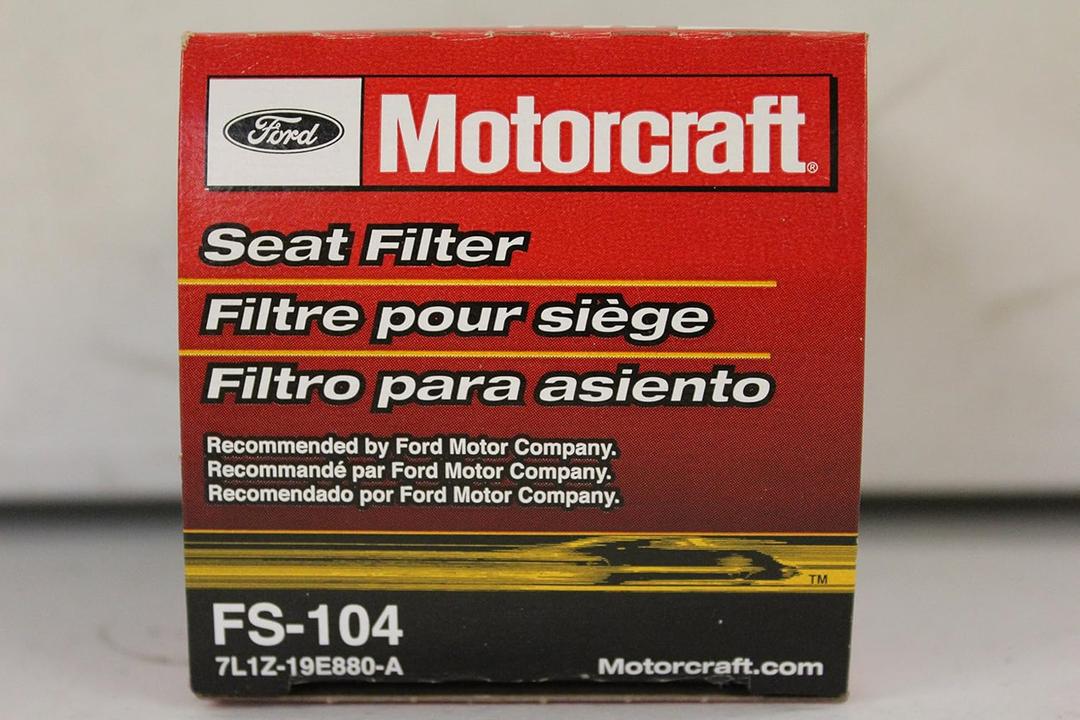 Ford Motorcraft®
Seat Filter
Filtre pour siège
Filtro para asiento
Recommended by Ford Motor Company.
Recommandé par Ford Motor Company.
Recomendado por Ford Motor Company.
TM
FS-104
7L1Z-19E880-A Motorcraft.com